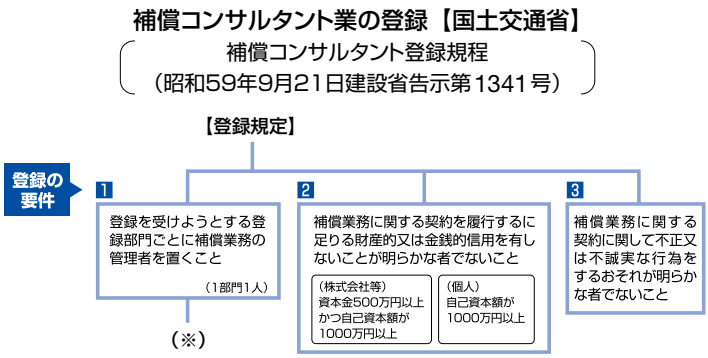 補償コンサルタント業の登録【国土交通省】
補償コンサルタント登録規程
（昭和59年9月21日建設省告示第1341号）
【登録規定】
登録の
要件
1
登録を受けようとする登
録部門ごとに補償業務の
管理者を置くこと
（1部門1人）
（※）
2
補償業務に関する契約を履行するに
足りる財産的又は金銭的信用を有し
ないことが明らかな者でないこと
（株式会社等）
資本金500万円以上
かつ自己資本額が
1000万円以上
（個人）
自己資本額が
1000万円以上
3
補償業務に関する
契約に関して不正又
は不誠実な行為を
するおそれが明らか
な者でないこと